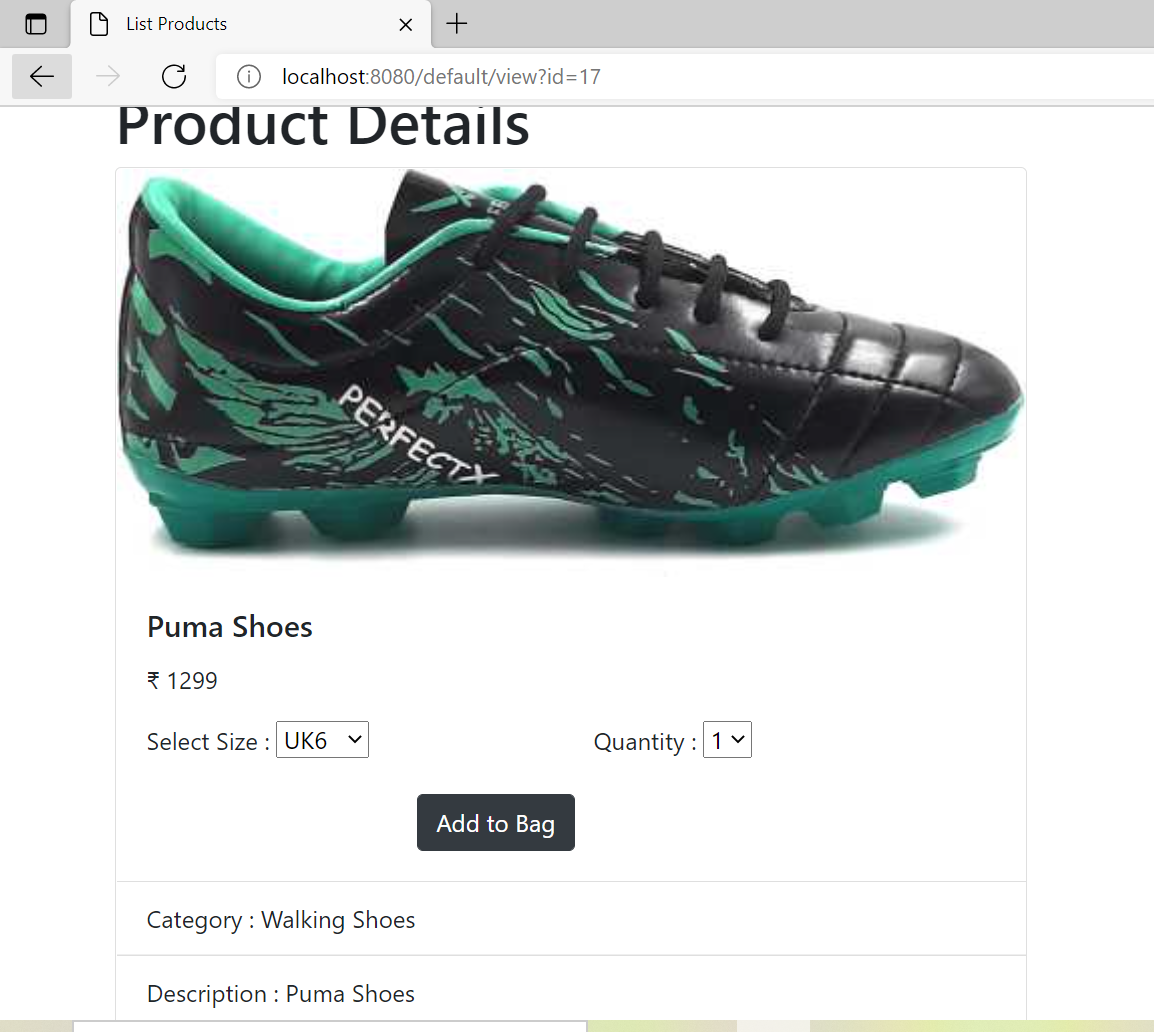 List Products
localhost:8080/default/view?id=17
Product Details
PERFECTX
Puma Shoes
₹ 1299
Select Size : UK6 Quantity : 1
Add to Bag
Category : Walking Shoes
Description : Puma Shoes